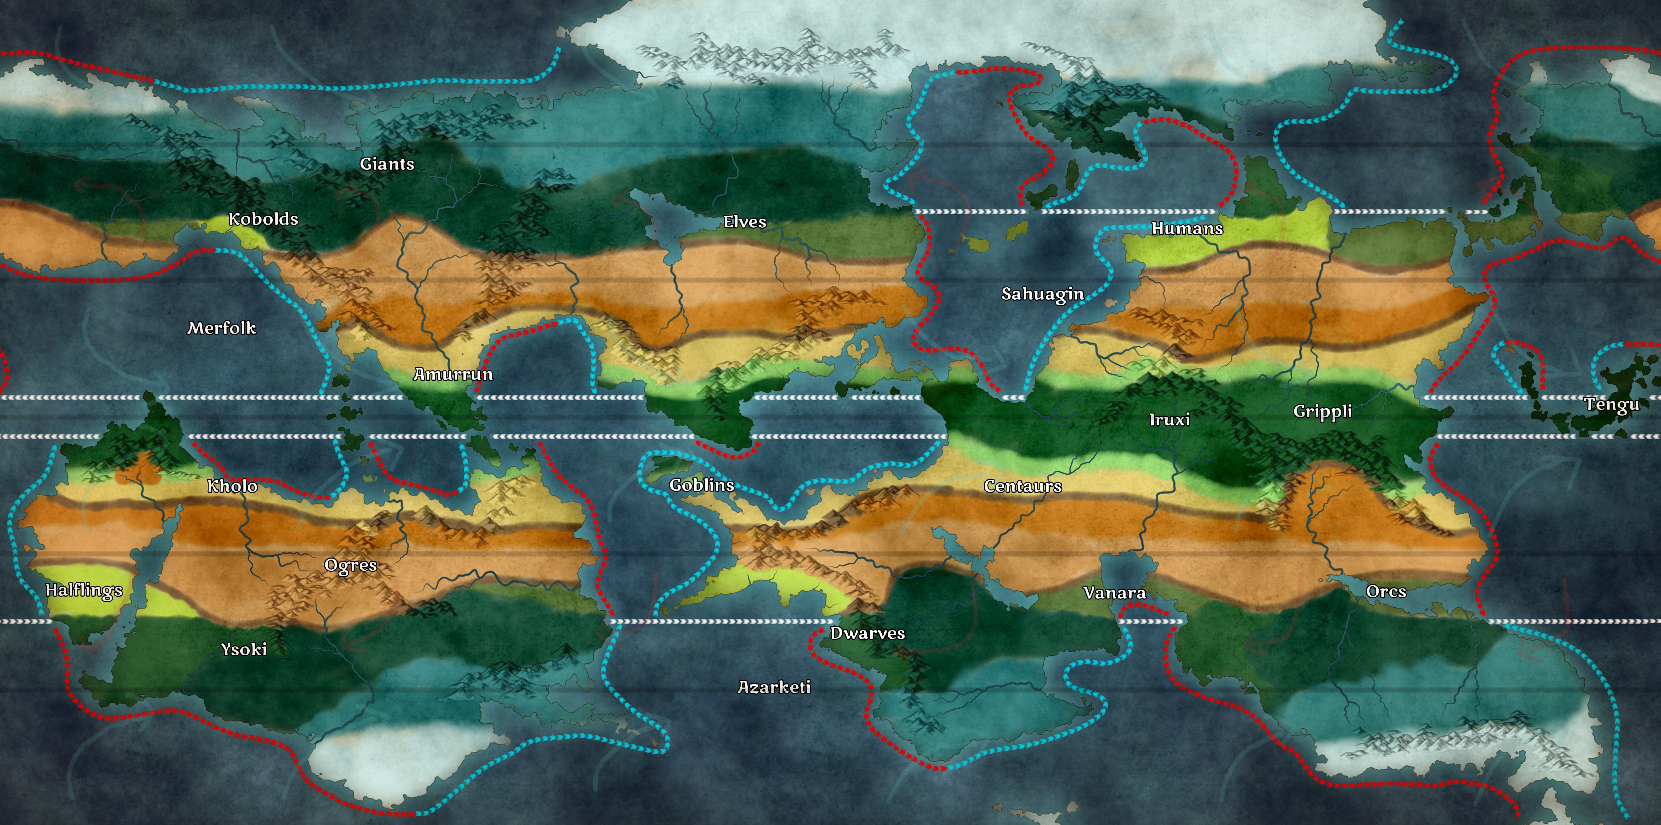 Giants
Kobolds
Elves
Humans
Sahuagin
Merfolk
Amurrun
Tengu
Grippli
Iruxi
Kholo
Goblins
Centaurs
Ogres
Halflings
Vanara
Orcs
Dwarves
Ysoki
Azarketi